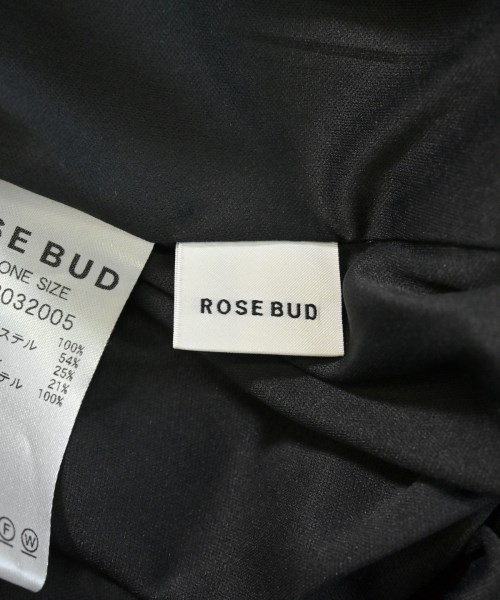 SE BUD
ONE SIZE
032005
ステル 100%
54%
25%
テル 21%
100%
F W
ROSE BUD